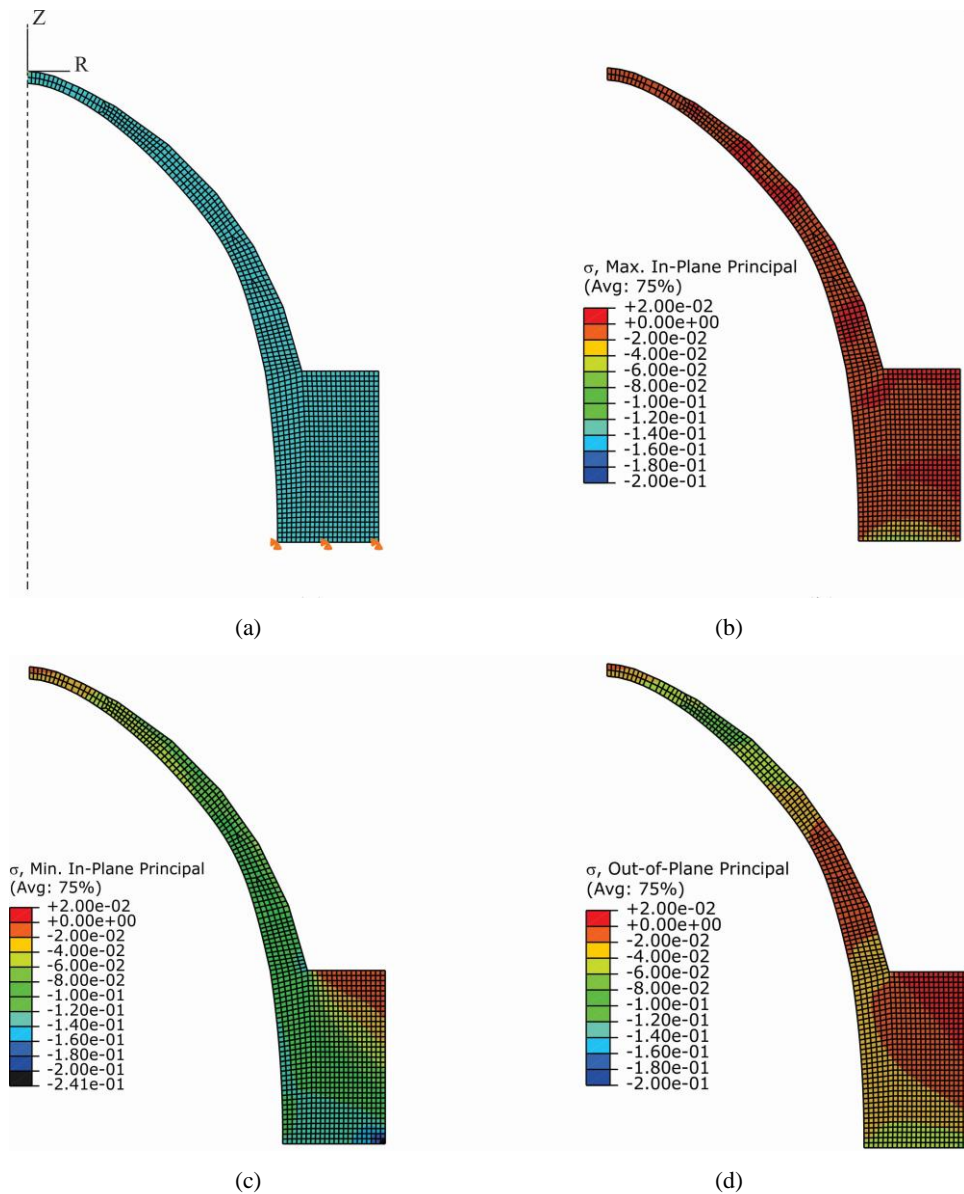 Z
R
σ, Max. In-Plane Principal
(Avg: 75%)
+2.00e-02
+0.00e+00
-2.00e-02
-4.00e-02
-6.00e-02
-8.00e-02
-1.00e-01
-1.20e-01
-1.40e-01
-1.60e-01
-1.80e-01
-2.00e-01
(a)
(b)
σ, Min. In-Plane Principal
(Avg: 75%)
+2.00e-02
+0.00e+00
-2.00e-02
-4.00e-02
-6.00e-02
-8.00e-02
-1.00e-01
-1.20e-01
-1.40e-01
-1.60e-01
-1.80e-01
-2.00e-01
-2.41e-01
σ, Out-of-Plane Principal
(Avg: 75%)
+2.00e-02
+0.00e+00
-2.00e-02
-4.00e-02
-6.00e-02
-8.00e-02
-1.00e-01
-1.20e-01
-1.40e-01
-1.60e-01
-1.80e-01
-2.00e-01
(c)
(d)